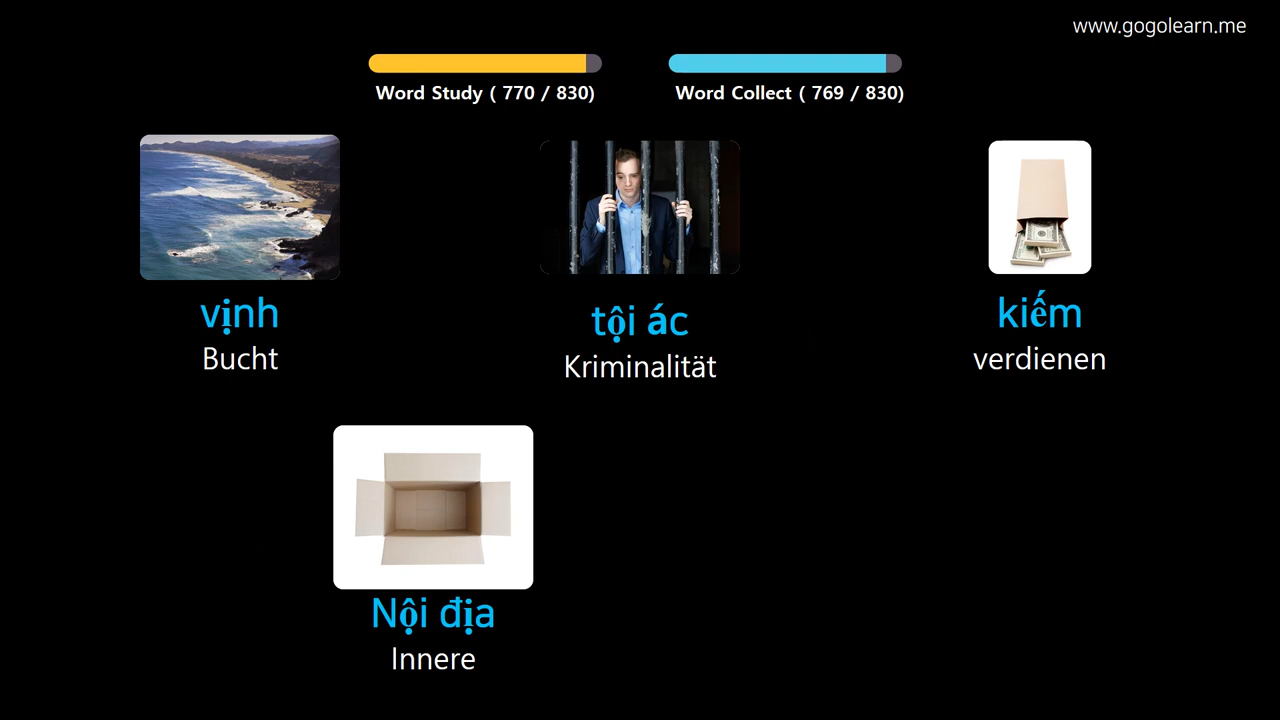 www.gogolearn.me
Word Study ( 770 / 830)
Word Collect ( 769 / 830)
vịnh
Bucht
tội ác
Kriminalität
kiếm
verdienen
Nội địa
Innere